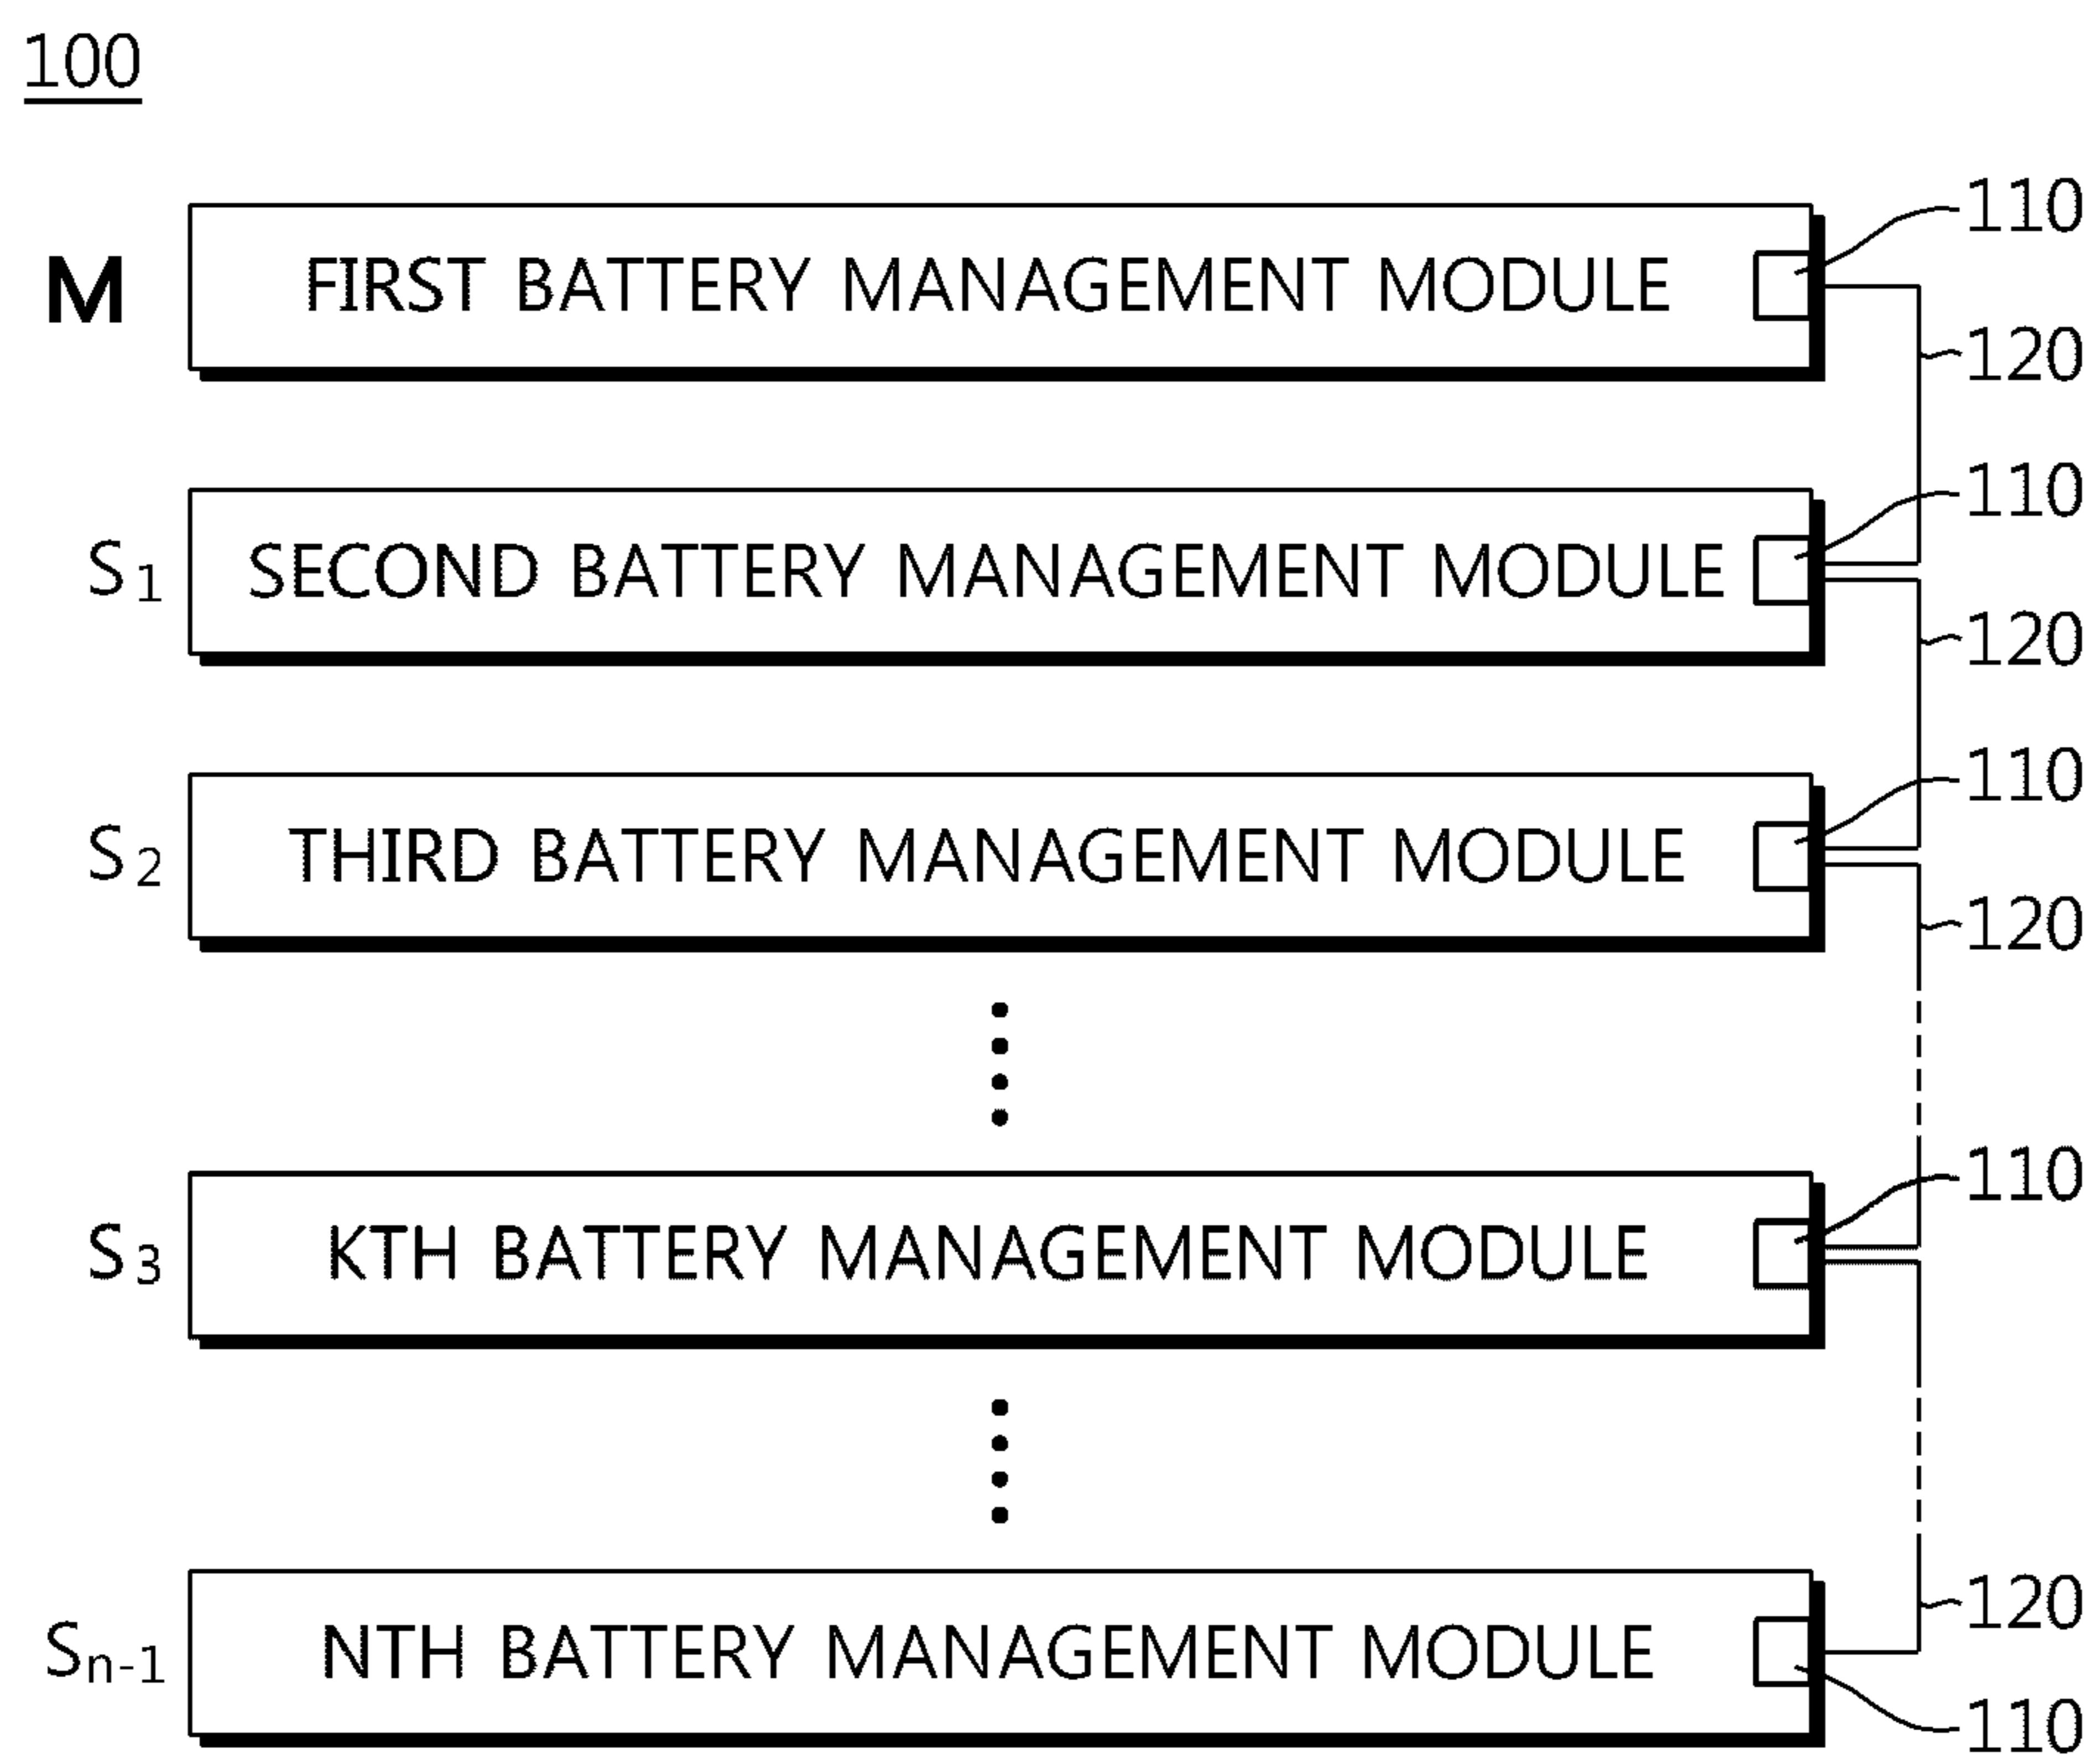 100
110
M FIRST BATTERY MANAGEMENT MODULE
120
110
S1 SECOND BATTERY MANAGEMENT MODULE
120
110
S2 THIRD BATTERY MANAGEMENT MODULE
120
110
S3 KTH BATTERY MANAGEMENT MODULE
120
Sn-1 NTH BATTERY MANAGEMENT MODULE
110